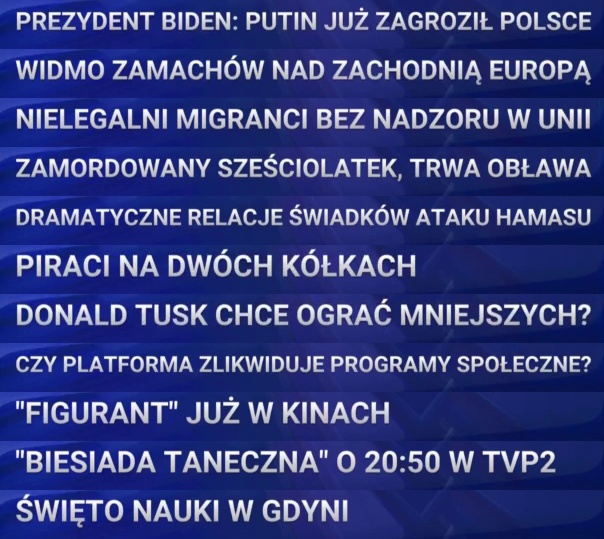 PREZYDENT BIDEN: PUTIN JUŻ ZAGROZIŁ POLSCE
WIDMO ZAMACHÓW NAD ZACHODNIĄ EUROPĄ
NIELEGALNI MIGRANCI BEZ NADZORU W UNII
ZAMORDOWANY SZEŚCIOLATEK, TRWA OBŁAWA
DRAMATYCZNE RELACJE ŚWIADKÓW ATAKU HAMASU
PIRACI NA DWÓCH KÓŁKACH
DONALD TUSK CHCE OGRAĆ MNIEJSZYCH?
CZY PLATFORMA ZLIKWIDUJE PROGRAMY SPOŁECZNE?
"FIGURANT" JUŻ W KINACH
"BIESIADA TANECZNA" O 20:50 W TVP2
ŚWIĘTO NAUKI W GDYNI